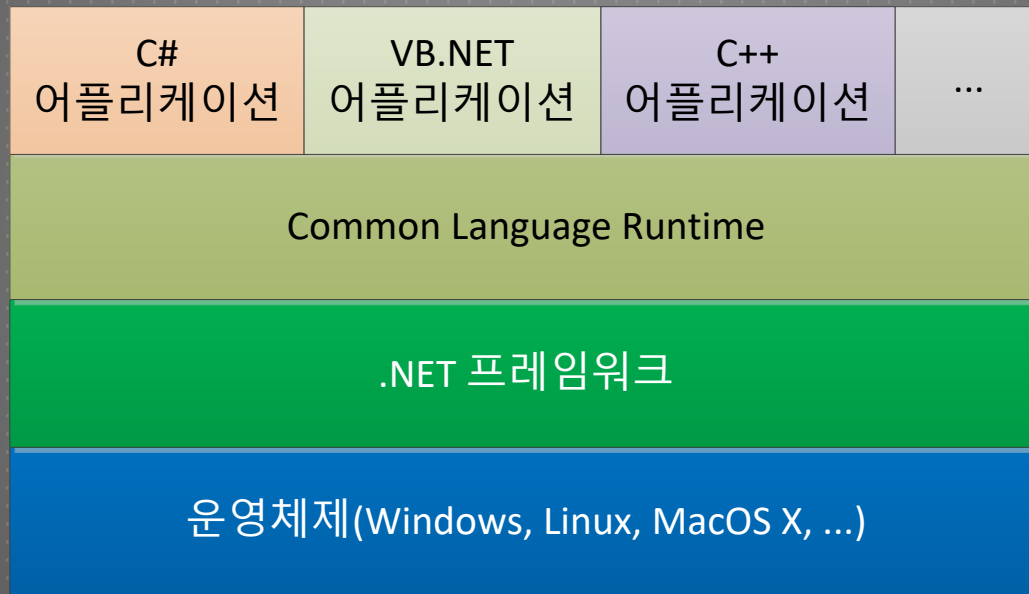 C#
어플리케이션
VB.NET
어플리케이션
C++
어플리케이션
...
Common Language Runtime
.NET 프레임워크
운영체제(Windows, Linux, MacOS X, ...)